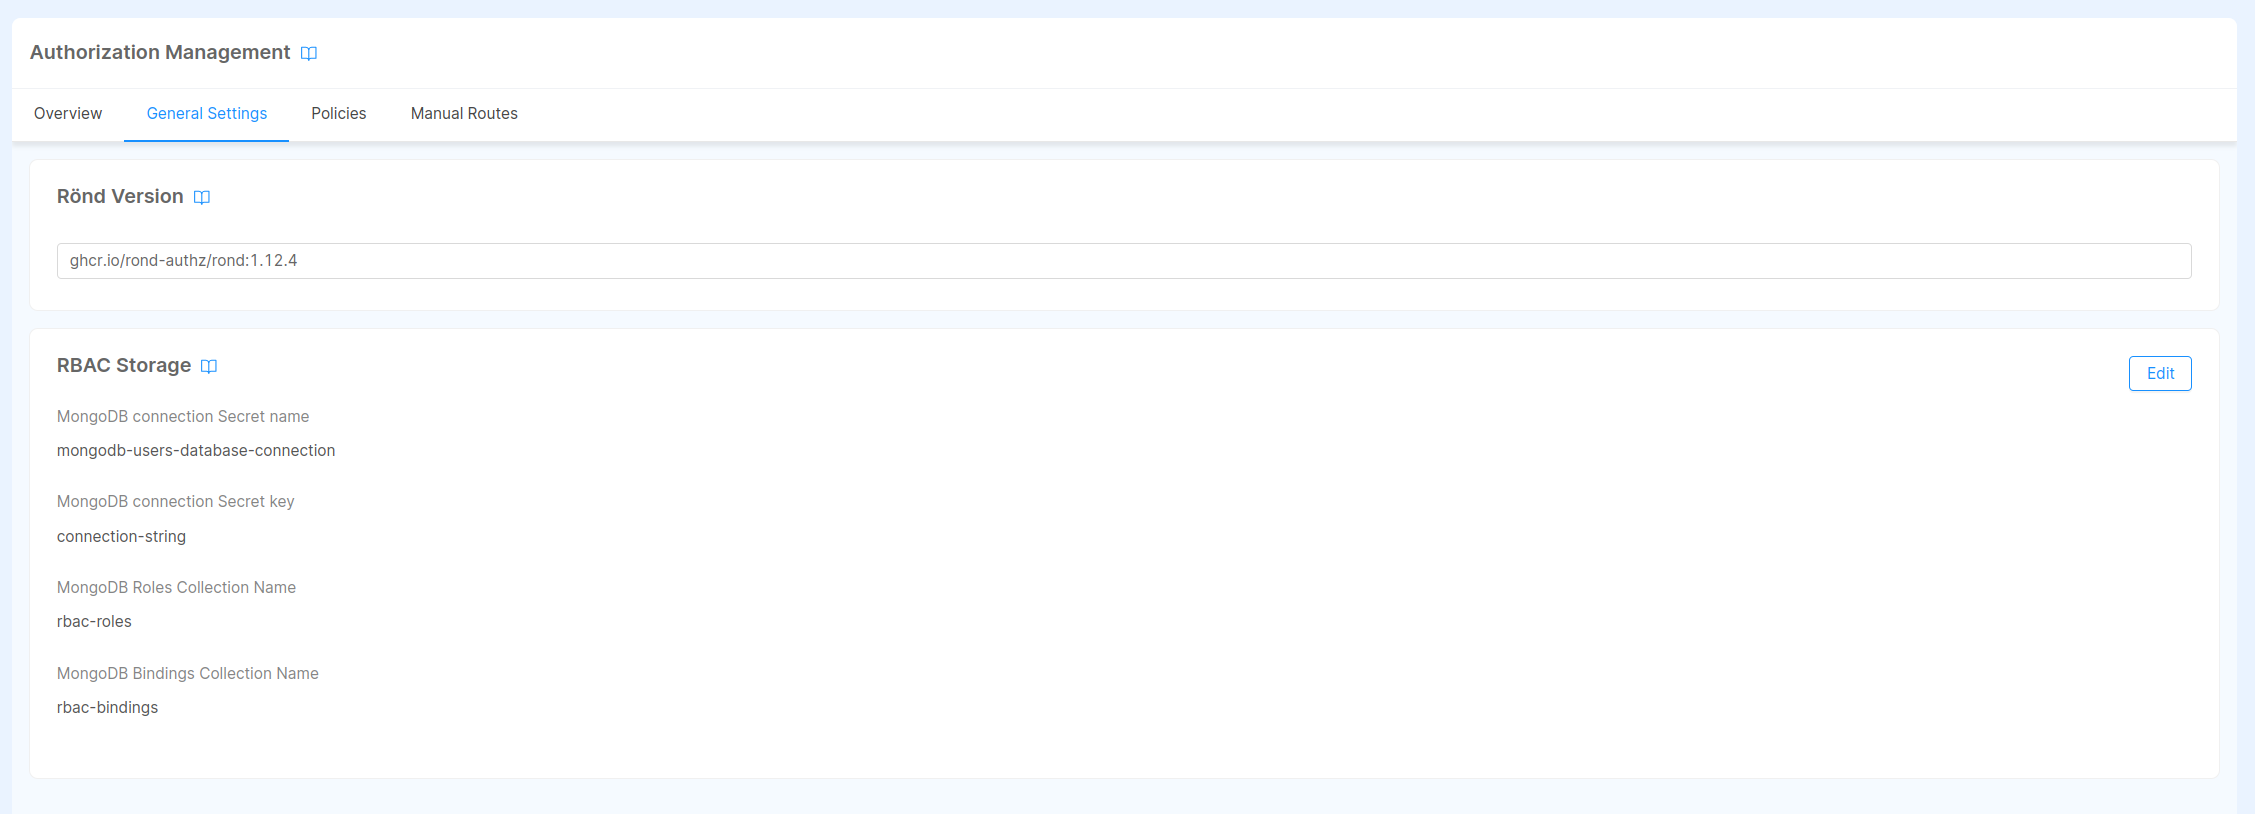 Authorization Management
Overview General Settings Policies Manual Routes
Rönd Version
ghcr.io/rond-authz/rond:1.12.4
RBAC Storage
Edit
MongoDB connection Secret name
mongodb-users-database-connection
MongoDB connection Secret key
connection-string
MongoDB Roles Collection Name
rbac-roles
MongoDB Bindings Collection Name
rbac-bindings